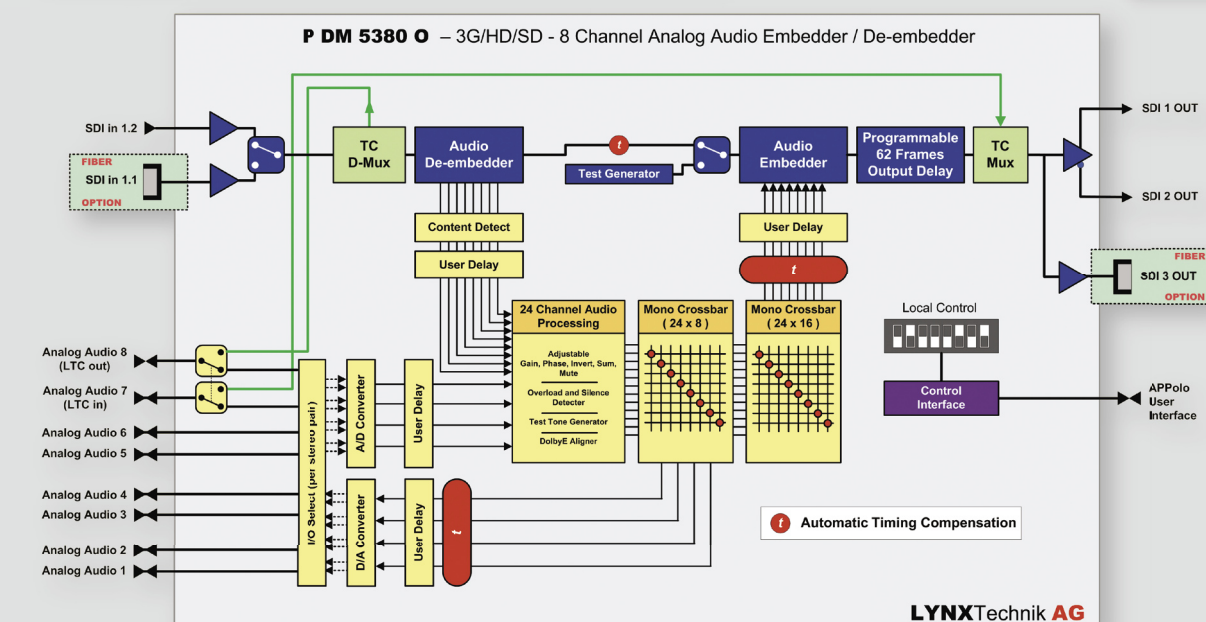 P DM 5380 O – 3G/HD/SD - 8 Channel Analog Audio Embedder / De-embedder
SDI in 1.2
FIBER
SDI in 1.1
OPTION
TC
D-Mux
Audio
De-embedder
t
Test Generator
Audio
Embedder
Programmable
62 Frames
Output Delay
TC
Mux
SDI 1 OUT
SDI 2 OUT
FIBER
SDI 3 OUT
OPTION
Content Detect
User Delay
User Delay
t
24 Channel Audio
Processing
Adjustable
Gain, Phase, Invert, Sum,
Mute
Overload and Silence
Detecter
Test Tone Generator
DolbyE Aligner
Mono Crossbar
( 24 x 8 )
Mono Crossbar
( 24 x 16 )
Local Control
Control
Interface
APPolo
User
Interface
Analog Audio 8
(LTC out)
Analog Audio 7
(LTC in)
Analog Audio 6
Analog Audio 5
Analog Audio 4
Analog Audio 3
Analog Audio 2
Analog Audio 1
I/O Select (per stereo pair)
A/D Converter
User Delay
D/A Converter
User Delay
t
t Automatic Timing Compensation
LYNXTechnik AG